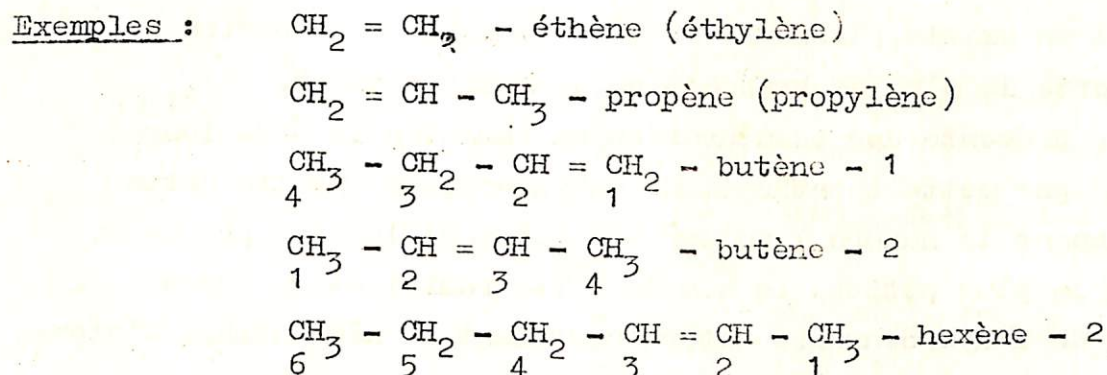 Exemples :
CH2 = CH2 - éthène (éthylène)
CH2 = CH - CH3 - propène (propylène)
CH3 - CH2 - CH = CH2 - butène - 1
4 3 2 1
CH3 - CH = CH - CH3 - butène - 2
1 2 3 4
CH3 - CH2 - CH2 - CH = CH - CH3 - hexène - 2
6 5 4 3 2 1